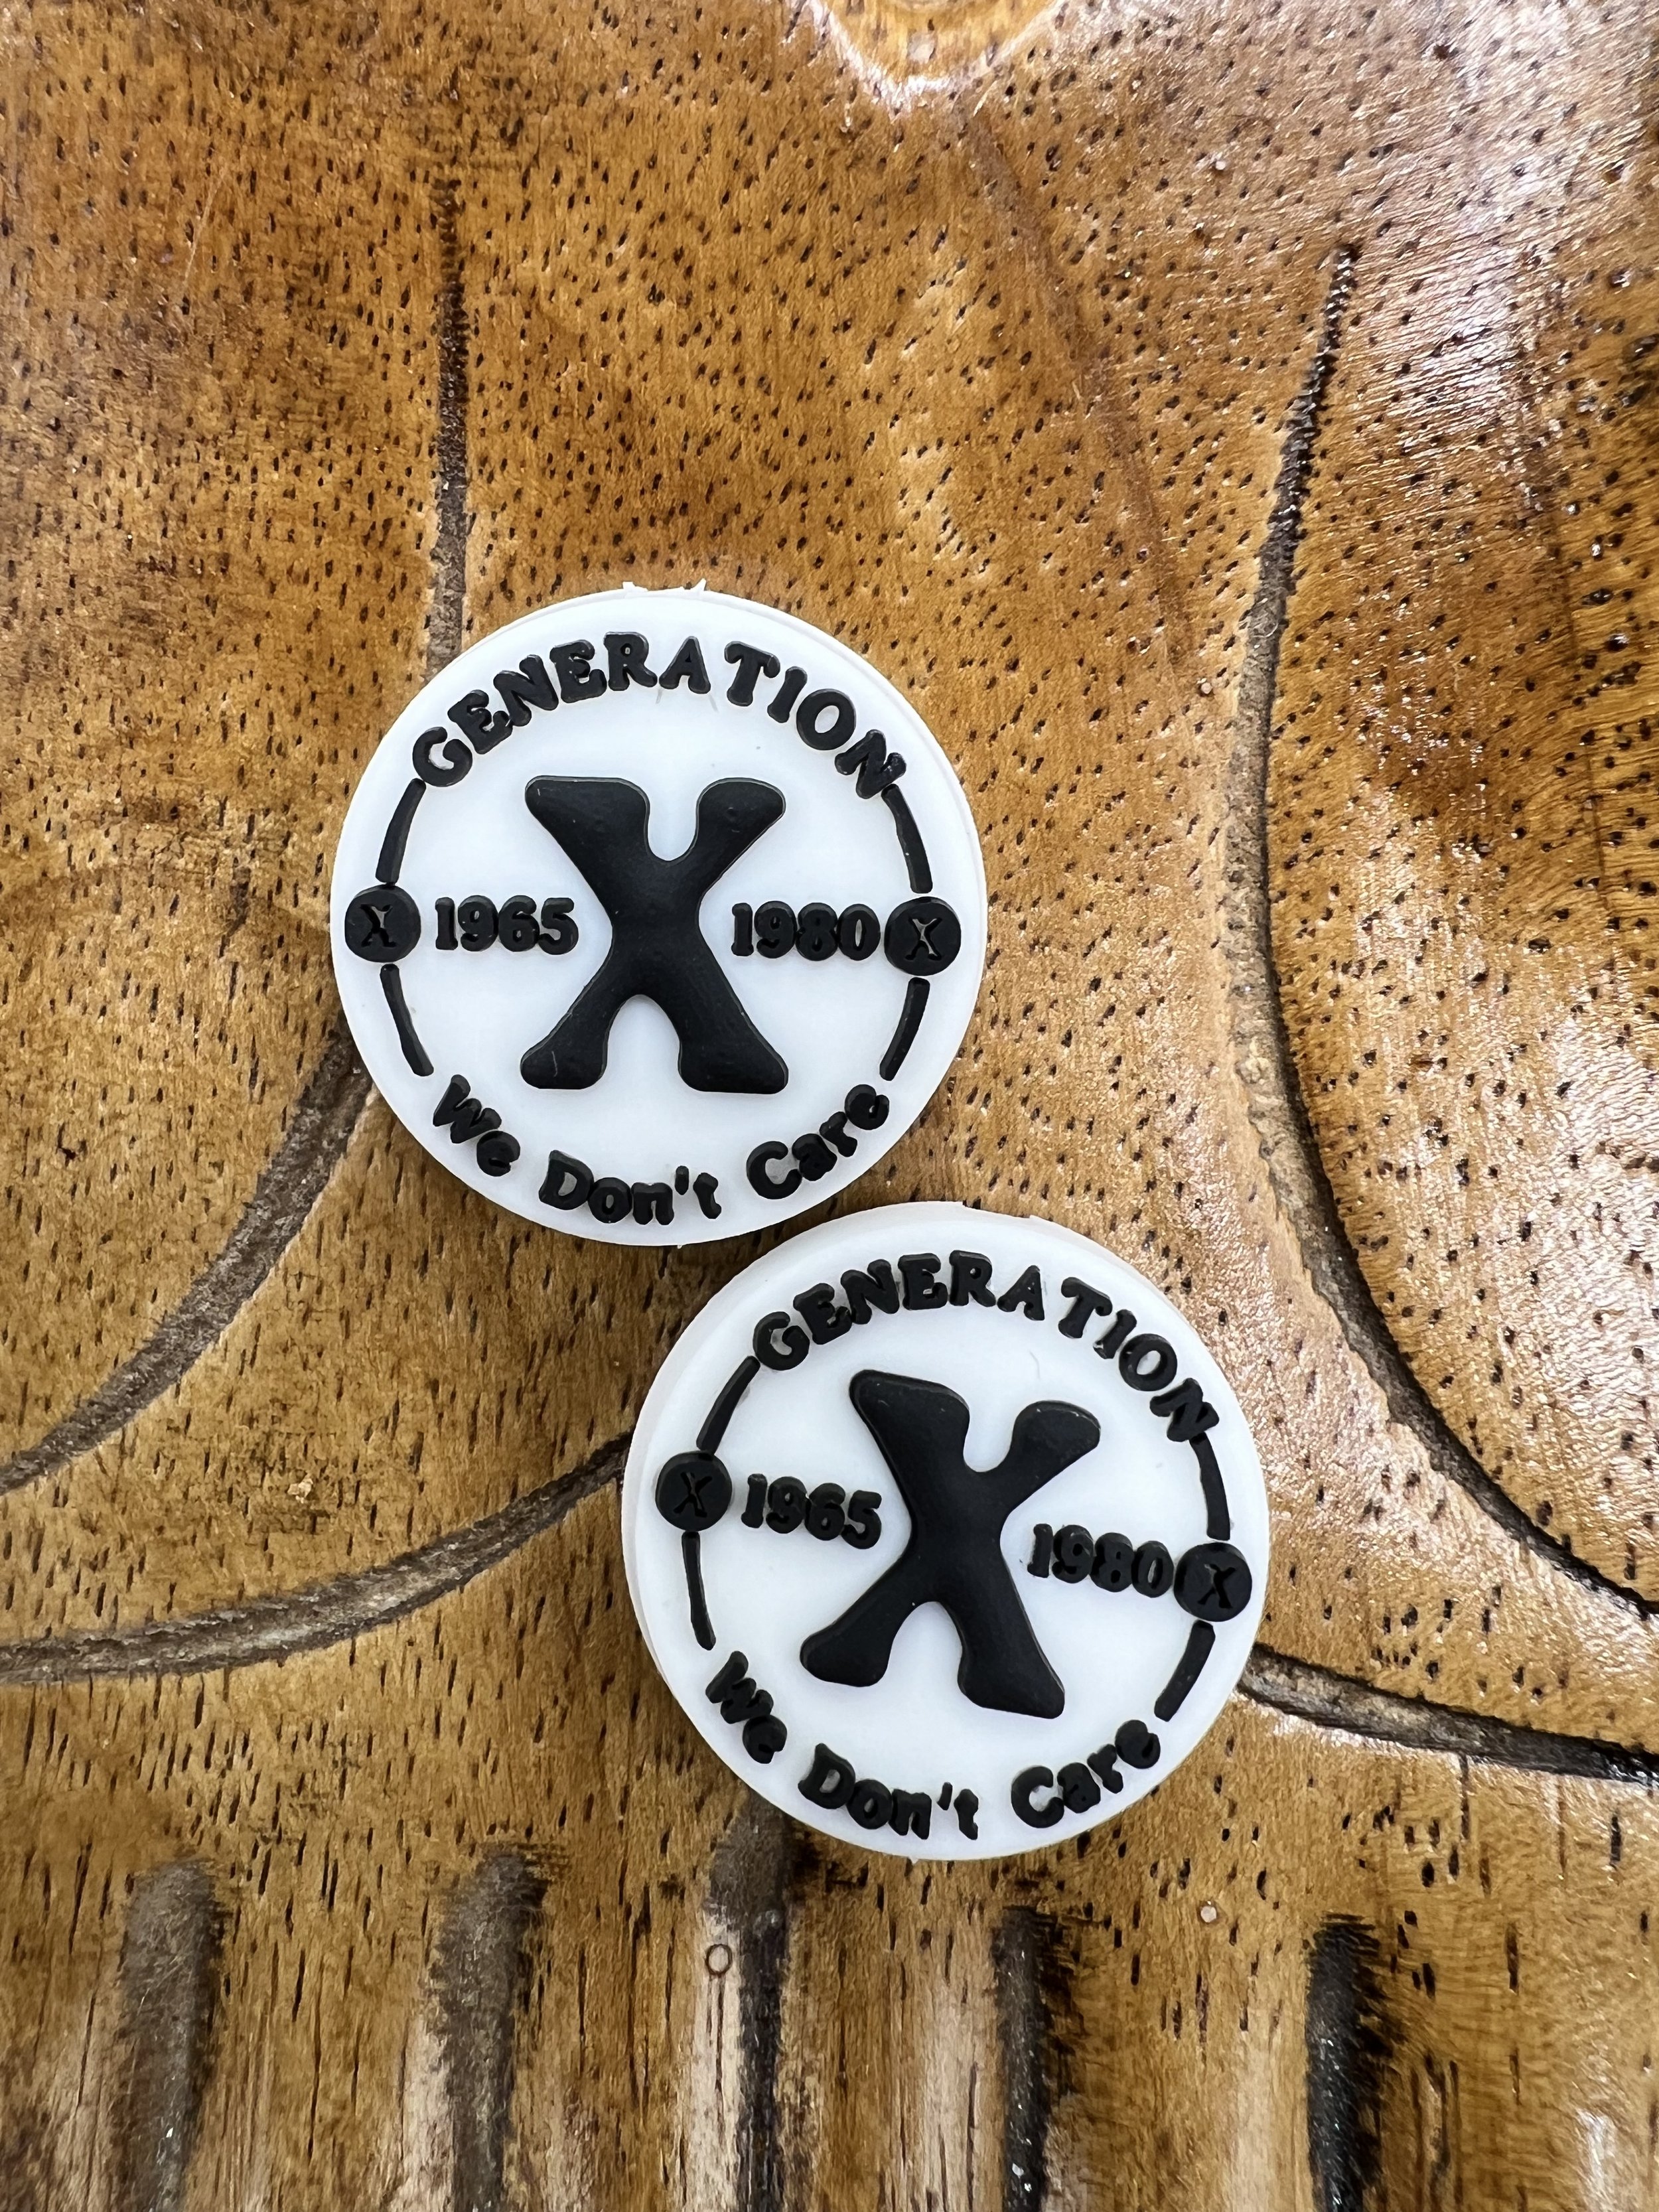 GENERATION
X
X 1965 1980 X
We Don't Care
GENERATION
X
X 1965 1980 X
We Don't Care